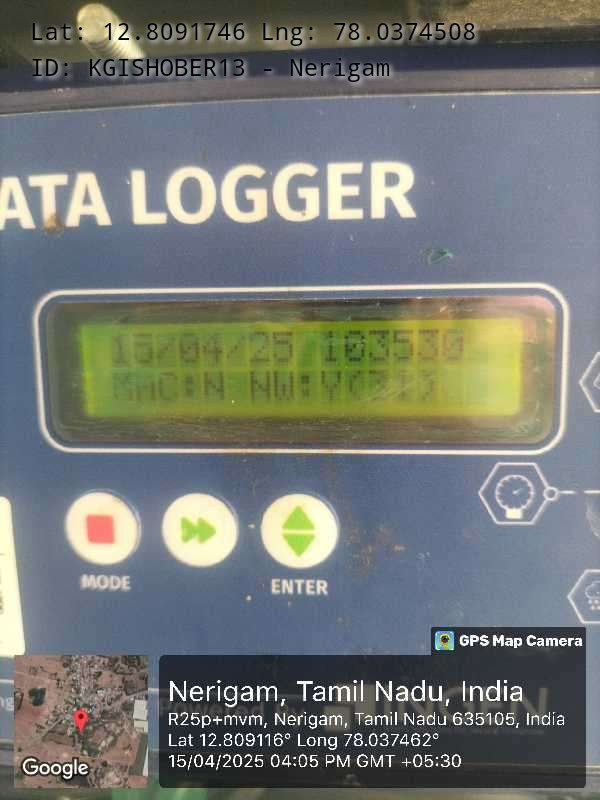 Lat: 12.8091746 Lng: 78.0374508
ID: KGISHOBER13 - Nerigam
ATA LOGGER
15/04/25 103530
NW:Y(31)
MODE
ENTER
GPS Map Camera
Nerigam, Tamil Nadu, India
R25p+mvm, Nerigam, Tamil Nadu 635105, India
Lat 12.809116° Long 78.037462°
15/04/2025 04:05 PM GMT +05:30
Google